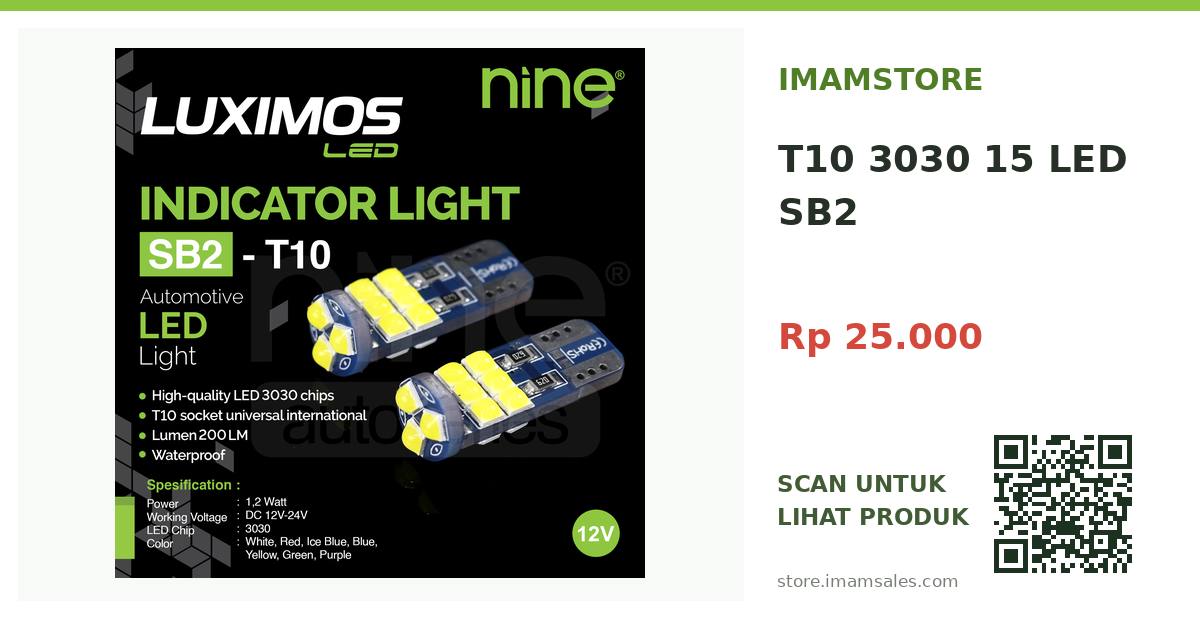 nine®
LUXIMOS
LED
INDICATOR LIGHT
SB2 - T10
Automotive
LED
Light
High-quality LED 3030 chips
T10 socket universal international
Lumen 200 LM
Waterproof
Spesification :
Power : 1,2 Watt
Working Voltage : DC 12V-24V
LED Chip : 3030
Color : White, Red, Ice Blue, Blue,
Yellow, Green, Purple
12V
IMAMSTORE
T10 3030 15 LED
SB2
Rp 25.000
SCAN UNTUK
LIHAT PRODUK
store.imamsales.com